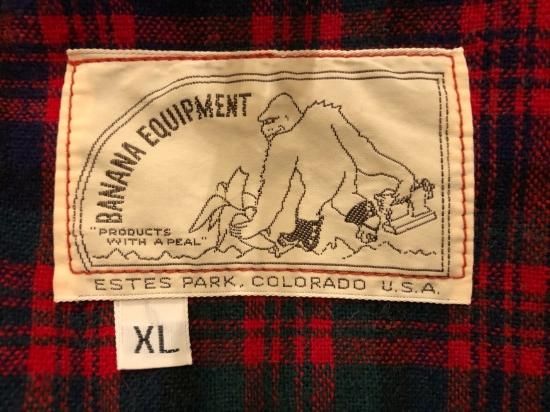 BANANA EQUIPMENT
"PRODUCTS
WITH A PEAL"
ESTES PARK, COLORADO U.S.A.
XL